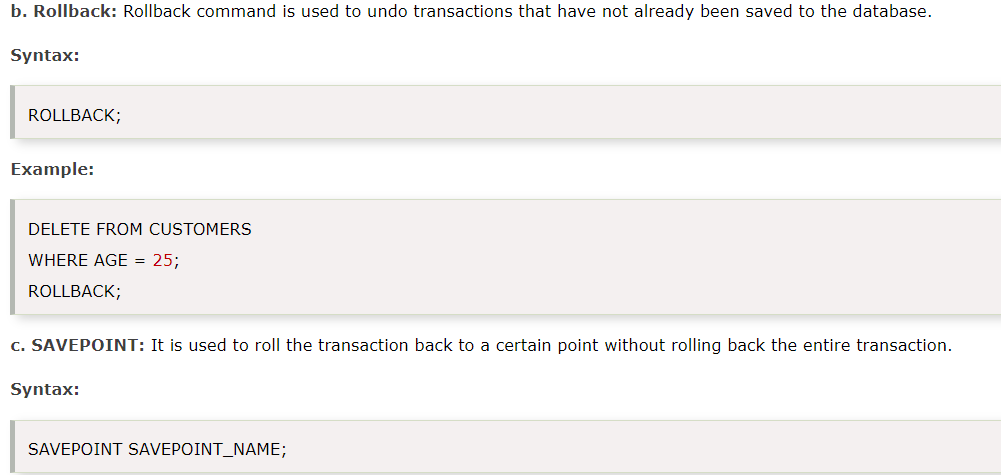 b. Rollback: Rollback command is used to undo transactions that have not already been saved to the database.
Syntax:
ROLLBACK;
Example:
DELETE FROM CUSTOMERS
WHERE AGE = 25;
ROLLBACK;
c. SAVEPOINT: It is used to roll the transaction back to a certain point without rolling back the entire transaction.
Syntax:
SAVEPOINT SAVEPOINT_NAME;